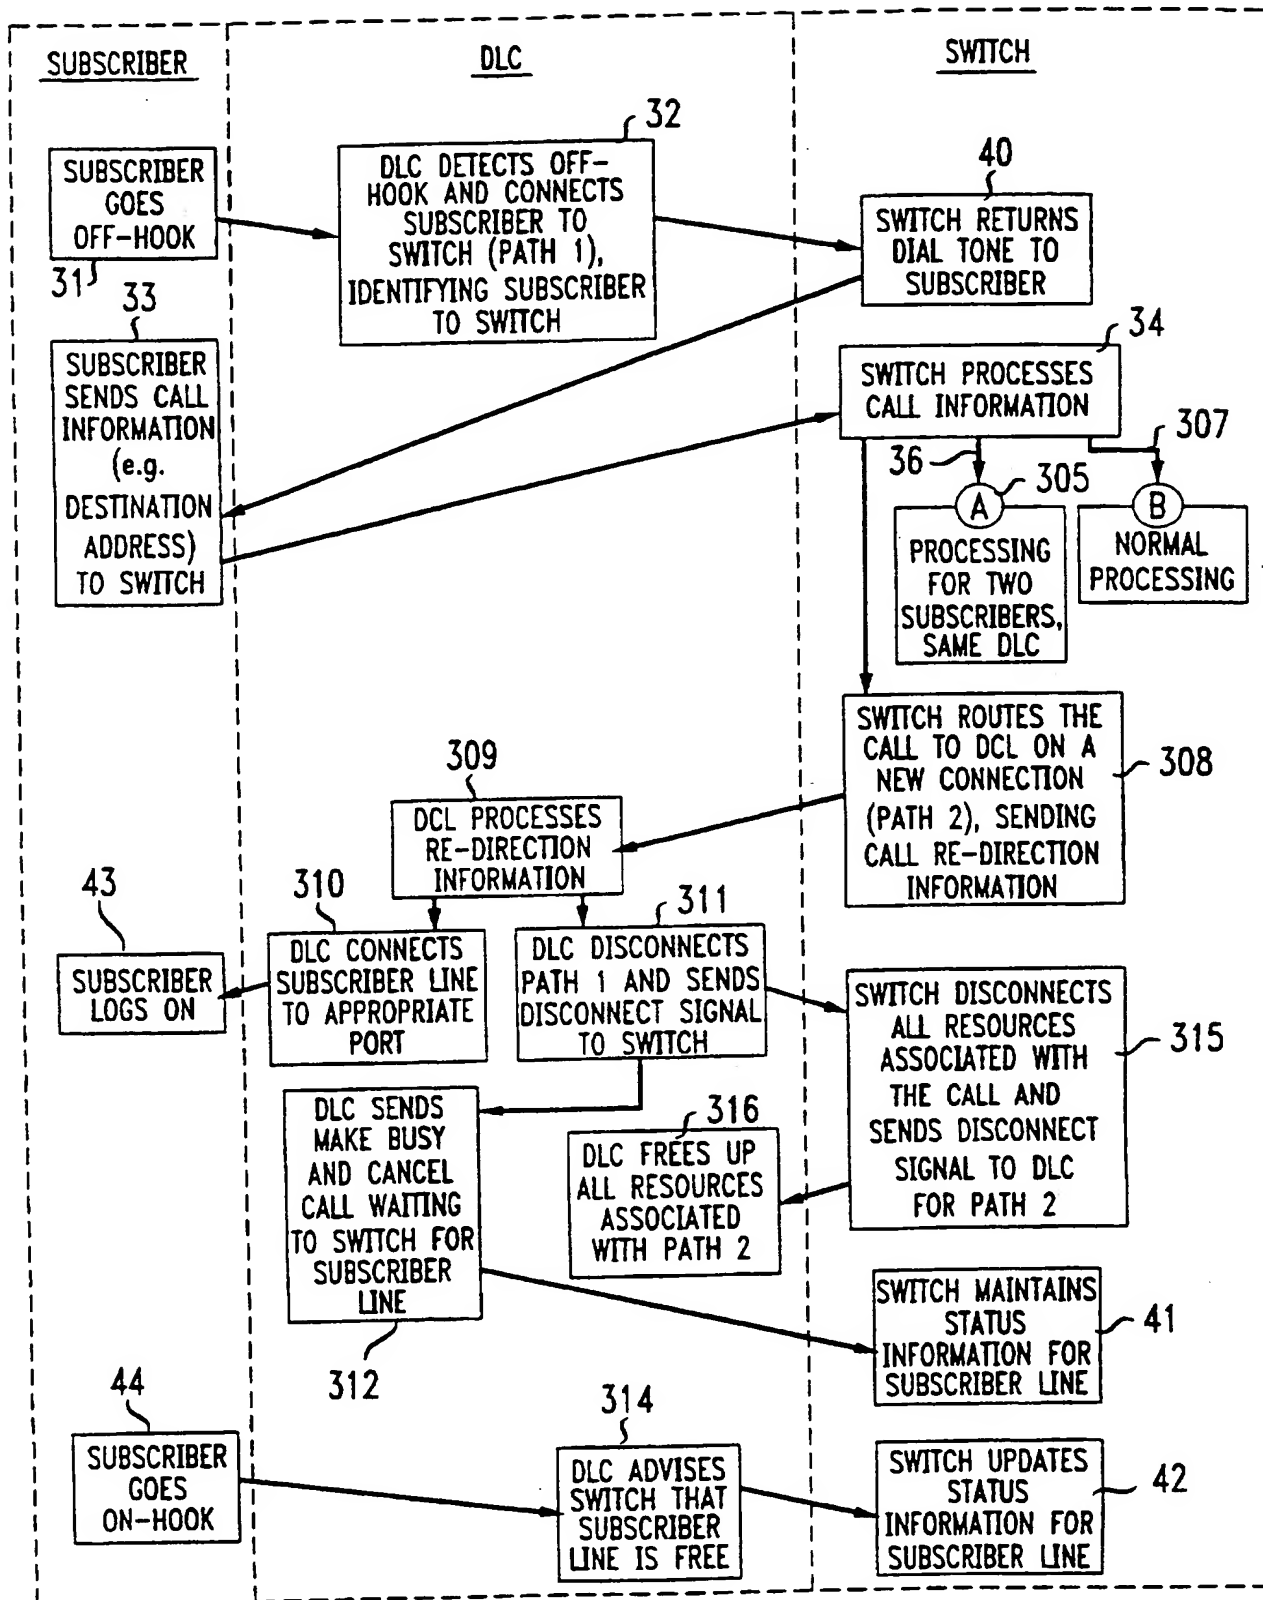 SUBSCRIBER
DLC
SWITCH
SUBSCRIBER
GOES
OFF-HOOK
31
32
DLC DETECTS OFF-
HOOK AND CONNECTS
SUBSCRIBER TO
SWITCH (PATH 1),
IDENTIFYING SUBSCRIBER
TO SWITCH
40
SWITCH RETURNS
DIAL TONE TO
SUBSCRIBER
33
SUBSCRIBER
SENDS CALL
INFORMATION
(e.g.
DESTINATION
ADDRESS)
TO SWITCH
34
SWITCH PROCESSES
CALL INFORMATION
36
305
307
A
PROCESSING
FOR TWO
SUBSCRIBERS,
SAME DLC
B
NORMAL
PROCESSING
SWITCH ROUTES THE
CALL TO DCL ON A
NEW CONNECTION
(PATH 2), SENDING
CALL RE-DIRECTION
INFORMATION
308
309
DCL PROCESSES
RE-DIRECTION
INFORMATION
43
SUBSCRIBER
LOGS ON
310
DLC CONNECTS
SUBSCRIBER LINE
TO APPROPRIATE
PORT
311
DLC DISCONNECTS
PATH 1 AND SENDS
DISCONNECT SIGNAL
TO SWITCH
SWITCH DISCONNECTS
ALL RESOURCES
ASSOCIATED WITH
THE CALL AND
SENDS DISCONNECT
SIGNAL TO DLC
FOR PATH 2
315
DLC SENDS
MAKE BUSY
AND CANCEL
CALL WAITING
TO SWITCH FOR
SUBSCRIBER
LINE
312
316
DLC FREES UP
ALL RESOURCES
ASSOCIATED
WITH PATH 2
SWITCH MAINTAINS
STATUS
INFORMATION FOR
SUBSCRIBER LINE
41
44
SUBSCRIBER
GOES
ON-HOOK
314
DLC ADVISES
SWITCH THAT
SUBSCRIBER
LINE IS FREE
SWITCH UPDATES
STATUS
INFORMATION FOR
SUBSCRIBER LINE
42